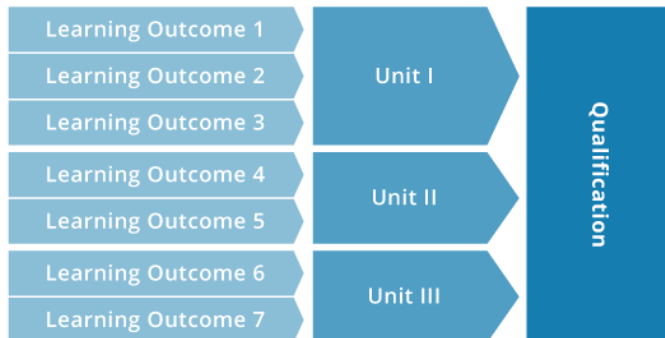 Learning Outcome 1
Learning Outcome 2
Learning Outcome 3
Unit I
Learning Outcome 4
Learning Outcome 5
Unit II
Learning Outcome 6
Learning Outcome 7
Unit III
Qualification